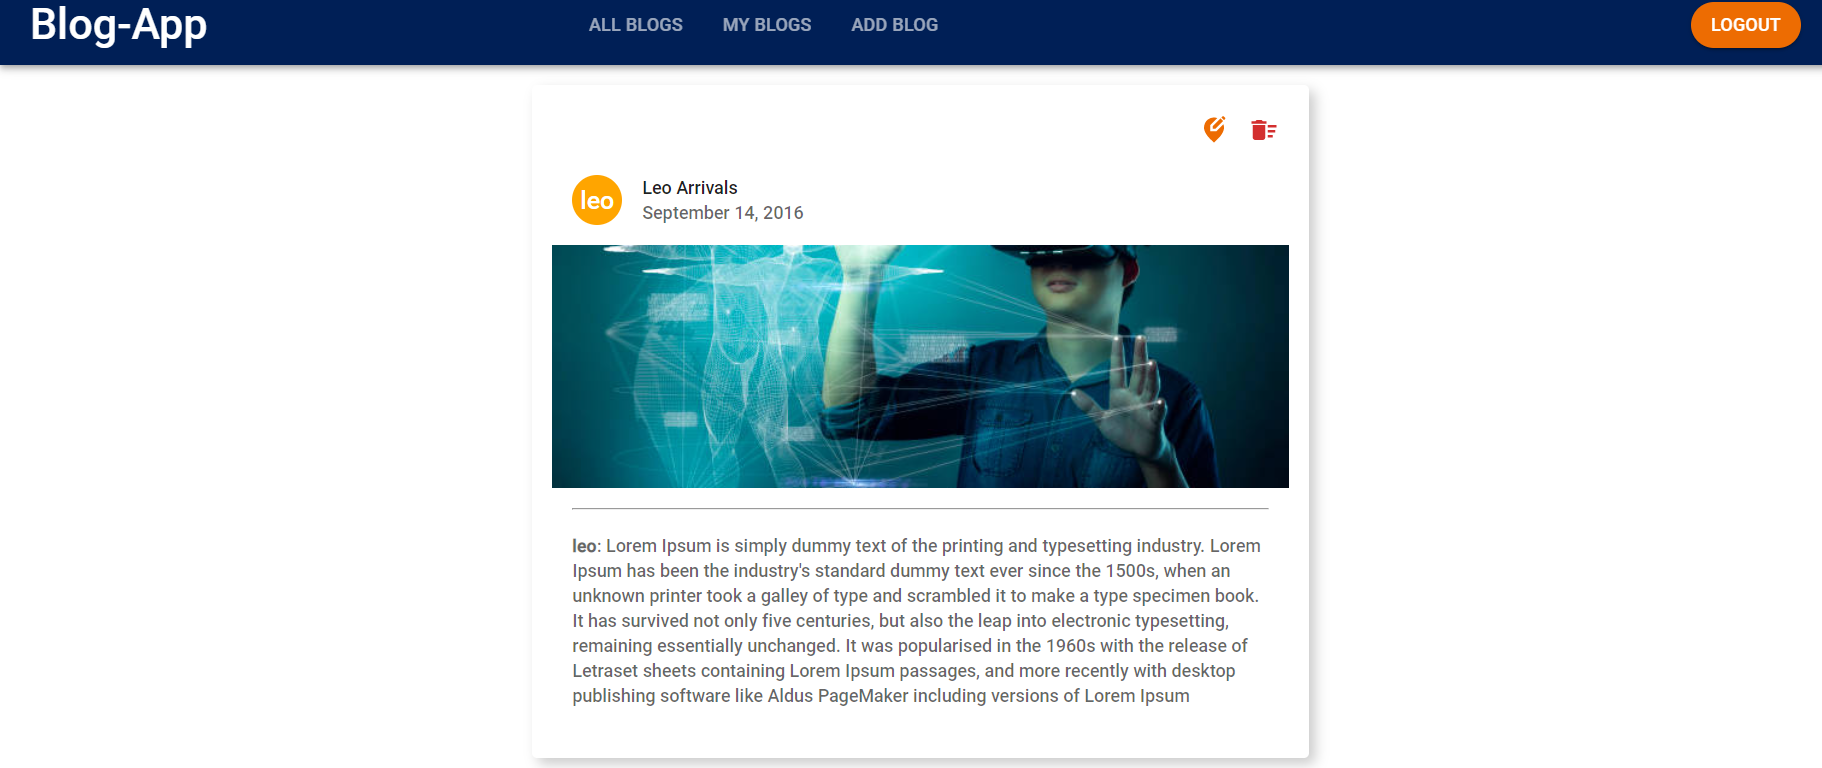 Blog-App
ALL BLOGS MY BLOGS ADD BLOG
LOGOUT
leo
Leo Arrivals
September 14, 2016
leo: Lorem Ipsum is simply dummy text of the printing and typesetting industry. Lorem
Ipsum has been the industry's standard dummy text ever since the 1500s, when an
unknown printer took a galley of type and scrambled it to make a type specimen book.
It has survived not only five centuries, but also the leap into electronic typesetting,
remaining essentially unchanged. It was popularised in the 1960s with the release of
Letraset sheets containing Lorem Ipsum passages, and more recently with desktop
publishing software like Aldus PageMaker including versions of Lorem Ipsum